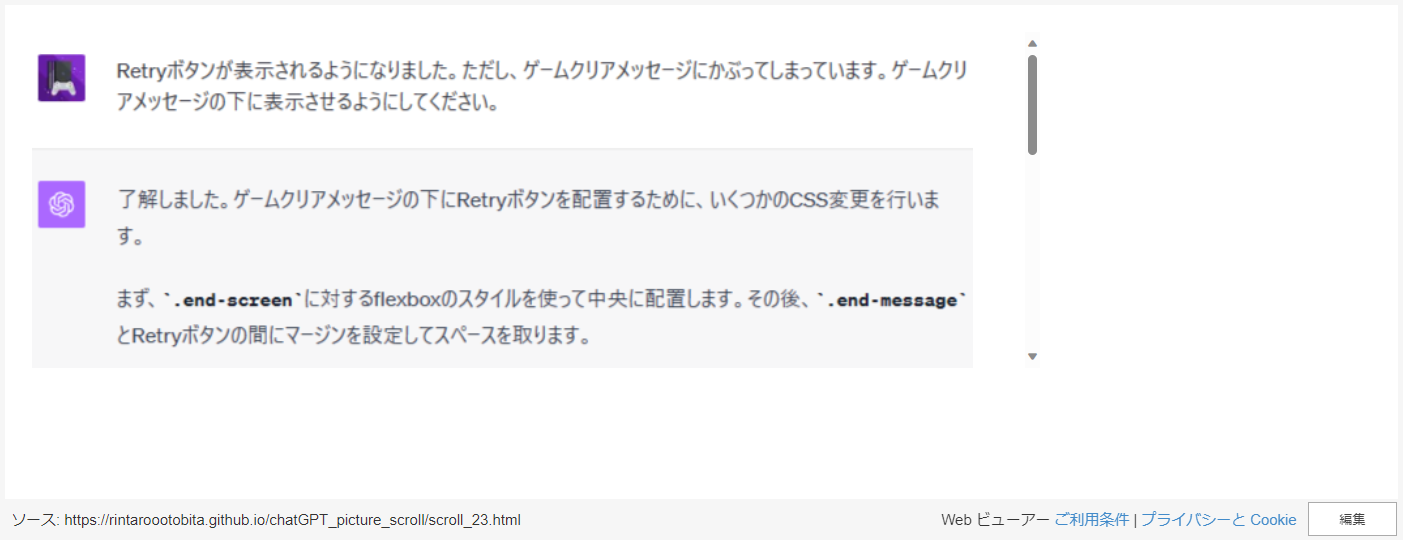 Retryボタンが表示されるようになりました。ただし、ゲームクリアメッセージにかぶってしまっています。ゲームクリ
アメッセージの下に表示させるようにしてください。
了解しました。ゲームクリアメッセージの下にRetryボタンを配置するために、いくつかのCSS変更を行いま
す。
まず、`.end-screen`に対するflexboxのスタイルを使って中央に配置します。その後、`.end-message`
とRetryボタンの間にマージンを設定してスペースを取ります。
ソース: https://rintaroootobita.github.io/chatGPT_picture_scroll/scroll_23.html Web ビューアー ご利用条件 | プライバシーと Cookie 編集